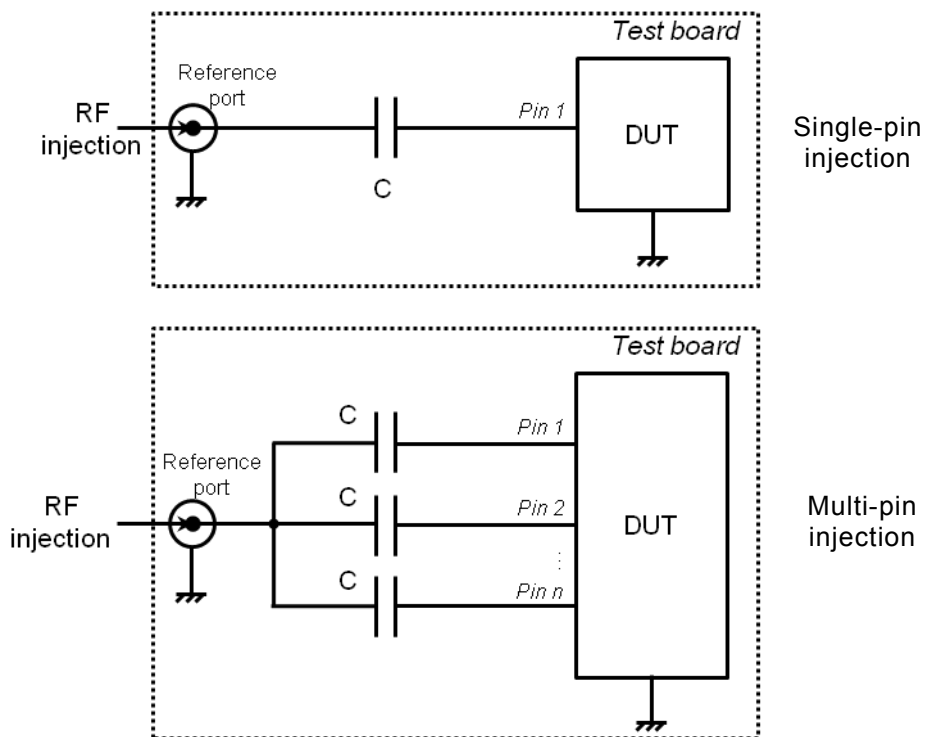 Test board
Reference
port
RF
injection
Pin 1
DUT
C
Single-pin
injection
Test board
C
Pin 1
Reference
port
RF
injection
C
Pin 2
DUT
Multi-pin
injection
C
Pin n